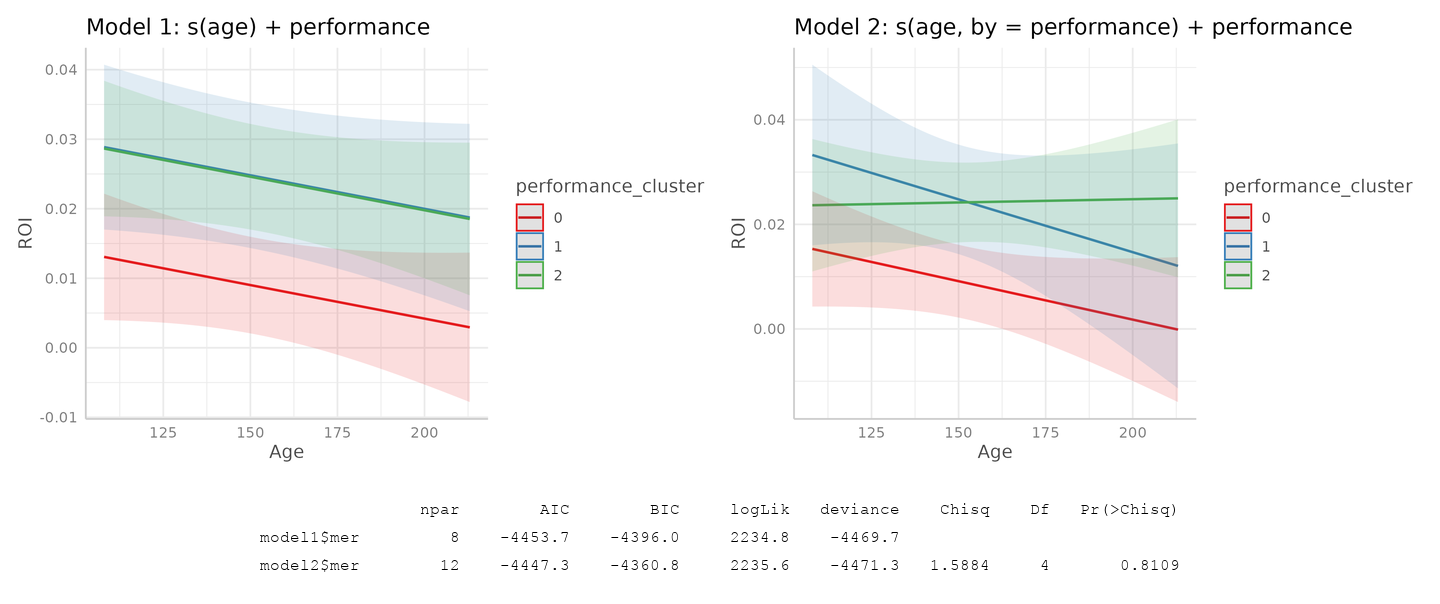 Model 1: s(age) + performance
0.04
0.03
0.02
0.01
0.00
-0.01
ROI
125 150 175 200
Age
performance_cluster
0
1
2
Model 2: s(age, by = performance) + performance
0.04
0.02
0.00
ROI
125 150 175 200
Age
performance_cluster
0
1
2
npar AIC BIC logLik deviance Chisq Df Pr(>Chisq)
model1$mer 8 -4453.7 -4396.0 2234.8 -4469.7
model2$mer 12 -4447.3 -4360.8 2235.6 -4471.3 1.5884 4 0.8109